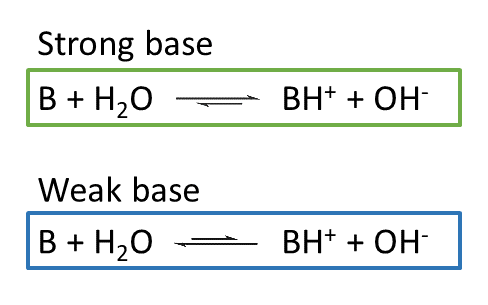 Strong base
B + H₂O ⇌ BH⁺ + OH⁻
Weak base
B + H₂O ⇌ BH⁺ + OH⁻